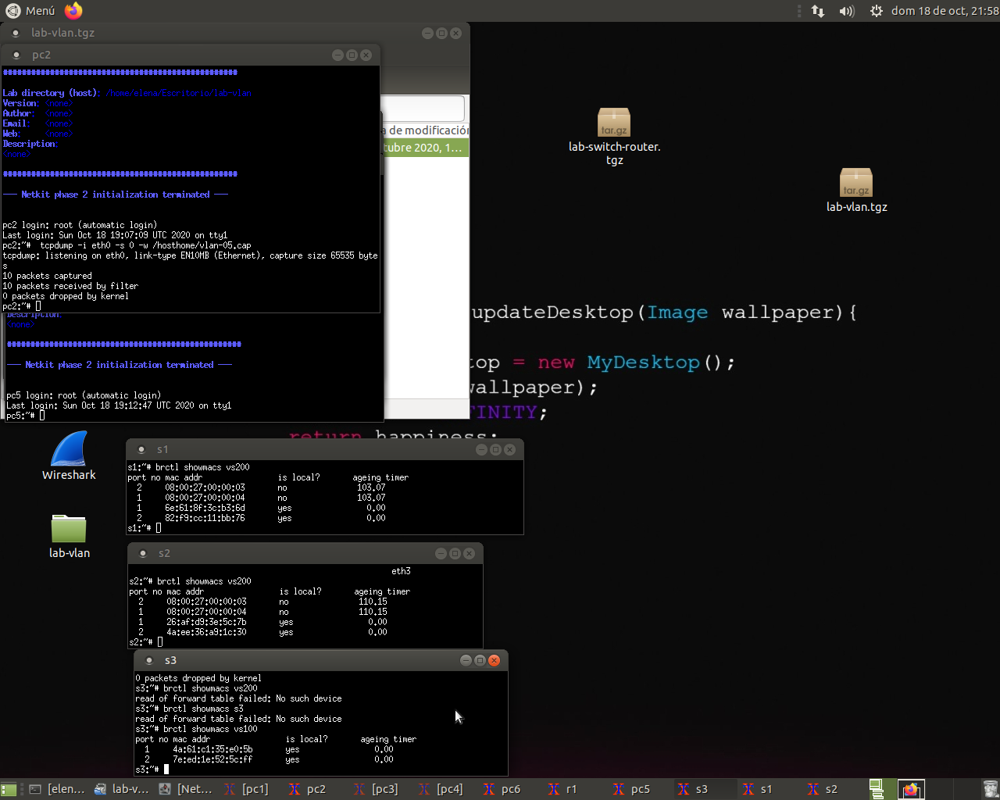 Menú
dom 18 de oct, 21:58
lab-vlan.tgz
pc2
##################################################
Lab directory (host): /home/elena/Escritorio/lab-vlan
Version: <none>
Author: <none>
Email: <none>
Web: <none>
Description:
<none>
##################################################
--- Netkit phase 2 initialization terminated ---
pc2 login: root (automatic login)
Last login: Sun Oct 18 19:07:09 UTC 2020 on tty1
pc2:~# tcpdump -i eth0 -s 0 -w /hosthome/vlan-05.cap
tcpdump: listening on eth0, link-type EN10MB (Ethernet), capture size 65535 byte
s
10 packets captured
10 packets received by filter
0 packets dropped by kernel
pc2:~#
a de modificación
tubre 2020, 1...
Description:
<none>
##################################################
--- Netkit phase 2 initialization terminated ---
pc5 login: root (automatic login)
Last login: Sun Oct 18 19:12:47 UTC 2020 on tty1
pc5:~#
tar.gz
lab-switch-router.
tgz
tar.gz
lab-vlan.tgz
updateDesktop(Image wallpaper){
top = new MyDesktop();
wallpaper);
FINITY;
return happiness;
Wireshark
lab-vlan
s1
s1:~# brctl showmacs vs200
port no mac addr is local? ageing timer
2 08:00:27:00:00:03 no 103.07
1 08:00:27:00:00:04 no 103.07
1 6e:61:8f:3c:b3:6d yes 0.00
2 82:f9:cc:11:bb:76 yes 0.00
s1:~#
s2
eth3
s2:~# brctl showmacs vs200
port no mac addr is local? ageing timer
2 08:00:27:00:00:03 no 110.15
1 08:00:27:00:00:04 no 110.15
1 26:af:d9:3e:5c:7b yes 0.00
2 4a:ee:36:a9:1c:30 yes 0.00
s2:~#
s3
0 packets dropped by kernel
s3:~# brctl showmacs vs200
read of forward table failed: No such device
s3:~# brctl showmacs s3
read of forward table failed: No such device
s3:~# brctl showmacs vs100
port no mac addr is local? ageing timer
1 4a:61:c1:35:e0:5b yes 0.00
2 7e:ed:1e:52:5c:ff yes 0.00
s3:~#
[elen...
lab-v...
[Net...
[pc1]
pc2
[pc3]
[pc4]
pc6
r1
pc5
s3
s1
s2